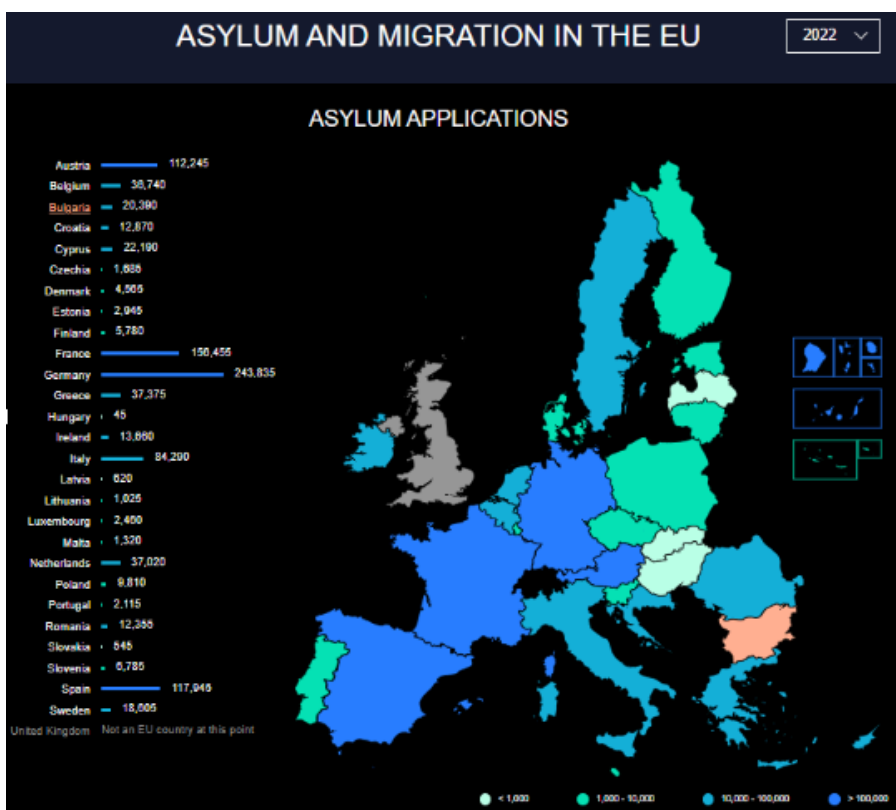 ASYLUM AND MIGRATION IN THE EU
2022
ASYLUM APPLICATIONS
Austria 112,245
Belgium 36,740
Bulgaria 20,390
Croatia 12,870
Cyprus 22,190
Czechia 1,685
Denmark 4,565
Estonia 2,945
Finland 5,780
France 156,455
Germany 243,835
Greece 37,375
Hungary 45
Ireland 13,660
Italy 84,290
Latvia 620
Lithuania 1,025
Luxembourg 2,460
Malta 1,320
Netherlands 37,020
Poland 9,810
Portugal 2,115
Romania 12,355
Slovakia 545
Slovenia 6,785
Spain 117,945
Sweden 18,605
United Kingdom Not an EU country at this point
< 1,000 1,000 - 10,000 10,000 - 100,000 > 100,000